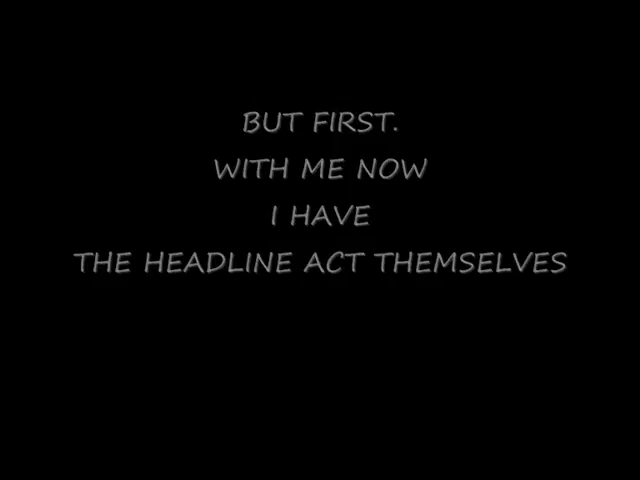 BUT FIRST.
WITH ME NOW
I HAVE
THE HEADLINE ACT THEMSELVES